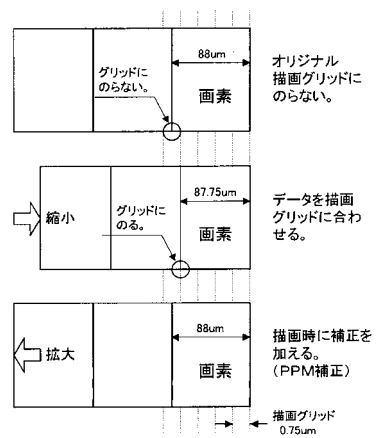 88um
グリッドに
のらない。
画素
オリジナル
描画グリッドに
のらない。
87.75um
縮小
グリッドに
のる。
画素
データを描画
グリッドに合わ
せる。
88um
拡大
画素
描画時に補正を
加える。
(PPM補正)
描画グリッド
0.75um